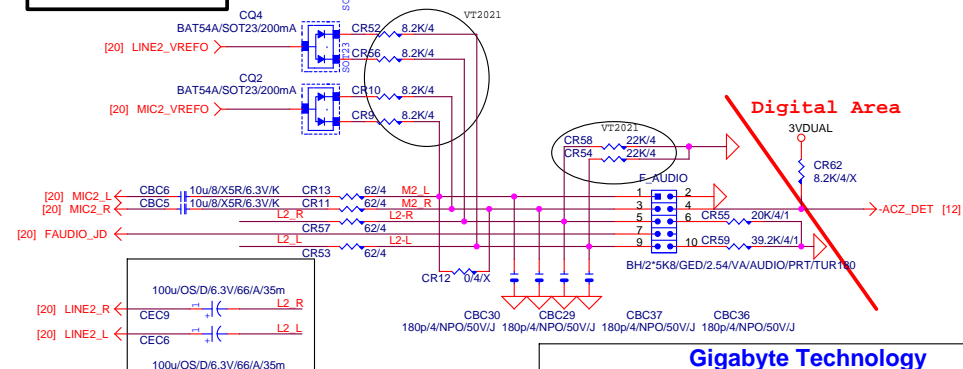 CQ4
BAT54A/SOT23/200mA
[20] LINE2_VREFO
SOT23
CR52 8.2K/4
CR56 8.2K/4
VT2021
CQ2
BAT54A/SOT23/200mA
[20] MIC2_VREFO
CR10 8.2K/4
CR9 8.2K/4
Digital Area
3VDUAL
CR62
8.2K/4/X
VT2021
CR58 22K/4
CR54 22K/4
F_AUDIO
[20] MIC2_L CBC6 10u/8/X5R/6.3V/K CR13 62/4 M2_L 1 2
[20] MIC2_R CBC5 10u/8/X5R/6.3V/K CR11 62/4 M2_R 3 4
L2_R L2-R 5 6 CR55 20K/4/1 -ACZ_DET [12]
[20] FAUDIO_JD CR57 62/4 7
L2_L L2-L 9 10 CR59 39.2K/4/1
CR53 62/4
BH/2*5K8/GED/2.54/VA/AUDIO/PRT/TUR180
CR12 0/4/X
100u/OS/D/6.3V/66/A/35m
[20] LINE2_R 1 + L2_R
CEC9
[20] LINE2_L 1 + L2_L
CEC6
100u/OS/D/6.3V/66/A/35m
CBC30 CBC29 CBC37 CBC36
180p/4/NPO/50V/J 180p/4/NPO/50V/J 180p/4/NPO/50V/J 180p/4/NPO/50V/J
Gigabyte Technology